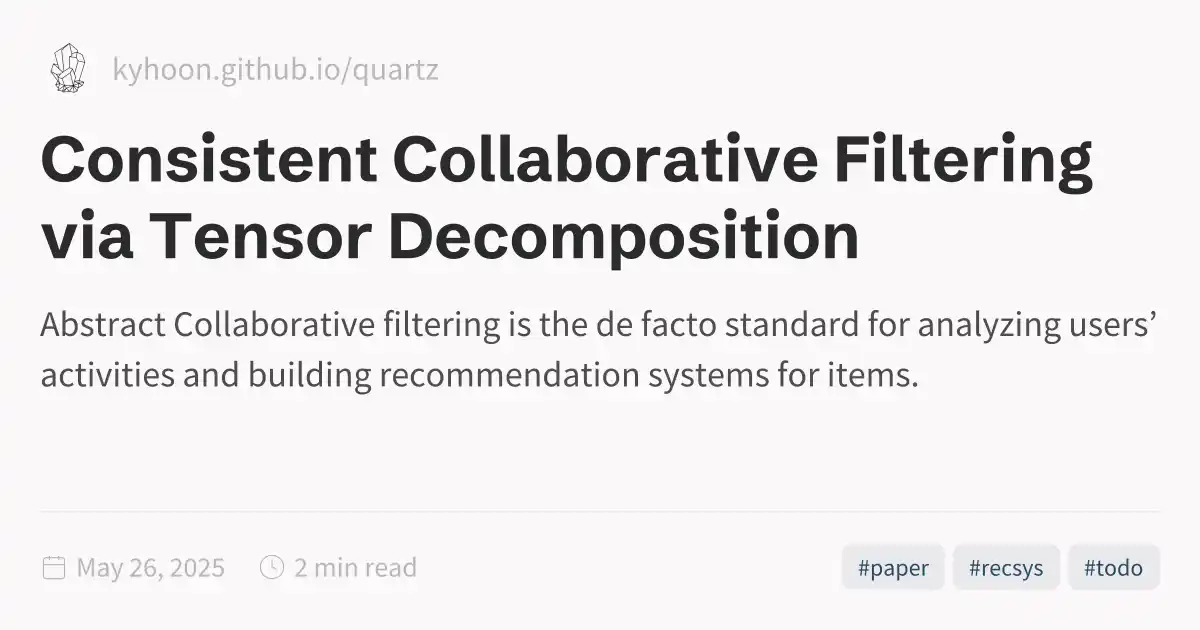 kyhoon.github.io/quartz
Consistent Collaborative Filtering
via Tensor Decomposition
Abstract Collaborative filtering is the de facto standard for analyzing users’
activities and building recommendation systems for items.
May 26, 2025 2 min read #paper #recsys #todo